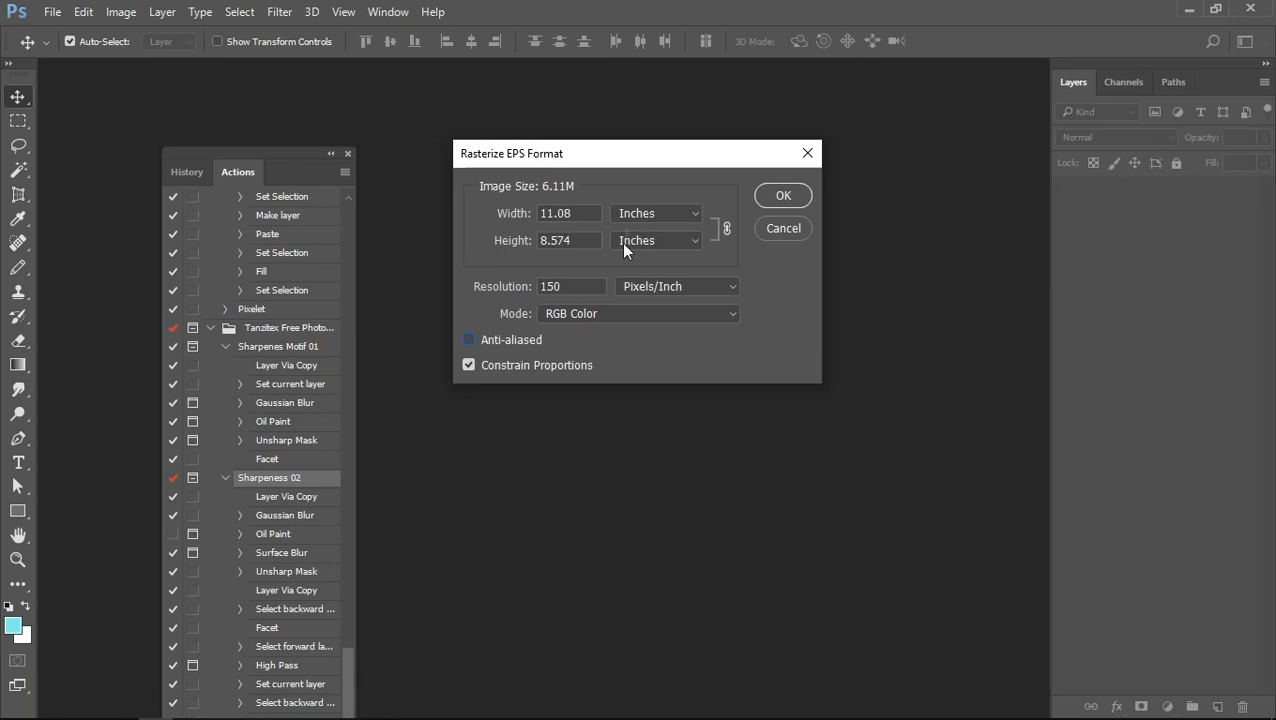 Ps File Edit Image Layer Type Select Filter 3D View Window Help
Auto-Select: Layer Show Transform Controls 3D Mode:
Layers Channels Paths
Kind
Normal Opacity:
Lock: Fill:
History Actions
Set Selection
Make layer
Paste
Set Selection
Fill
Set Selection
Pixelet
Tanzitex Free Photo...
Sharpenes Motif 01
Layer Via Copy
Set current layer
Gaussian Blur
Oil Paint
Unsharp Mask
Facet
Sharpeness 02
Layer Via Copy
Gaussian Blur
Oil Paint
Surface Blur
Unsharp Mask
Layer Via Copy
Select backward ...
Facet
Select forward la...
High Pass
Set current layer
Select backward ...
Rasterize EPS Format
Image Size: 6.11M
Width: 11.08 Inches
Height: 8.574 Inches
Resolution: 150 Pixels/Inch
Mode: RGB Color
Anti-aliased
Constrain Proportions
OK
Cancel